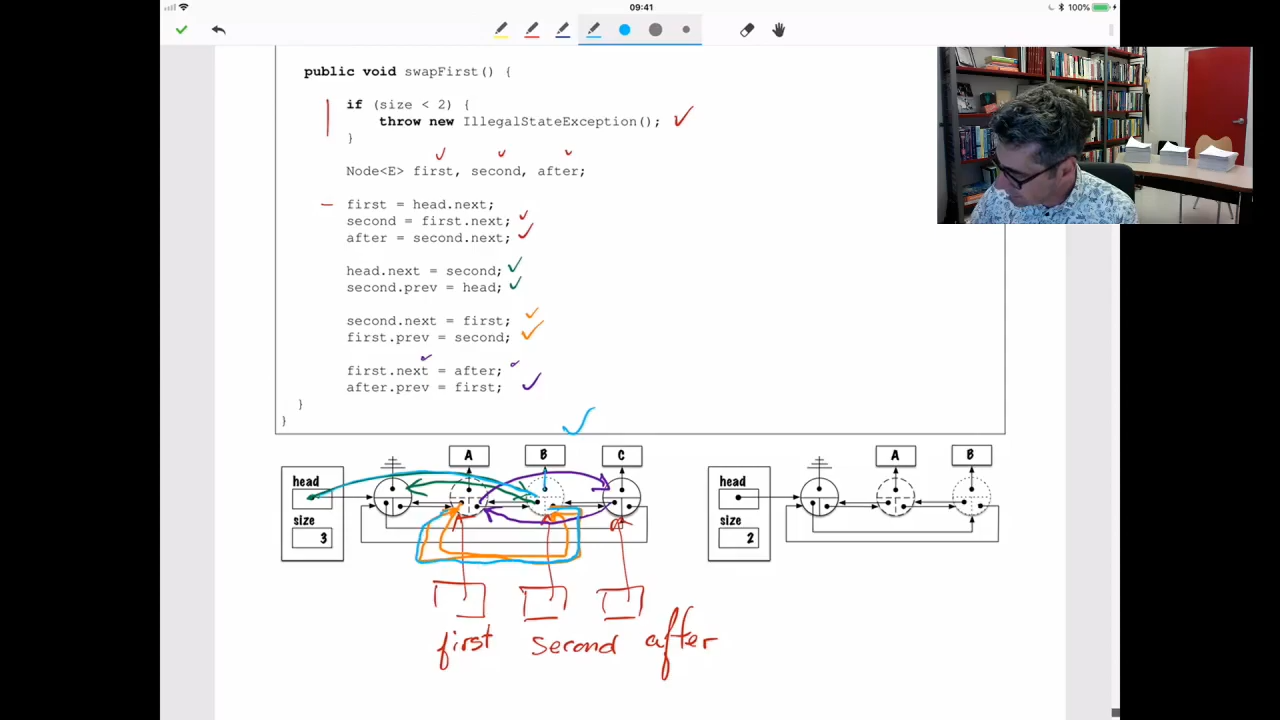 09:41
100%
public void swapFirst() {
if (size < 2) {
throw new IllegalStateException();
}
Node<E> first, second, after;
first = head.next;
second = first.next;
after = second.next;
head.next = second;
second.prev = head;
second.next = first;
first.prev = second;
first.next = after;
after.prev = first;
}
}
A B C
head
size
3
A B
head
size
2
first second after